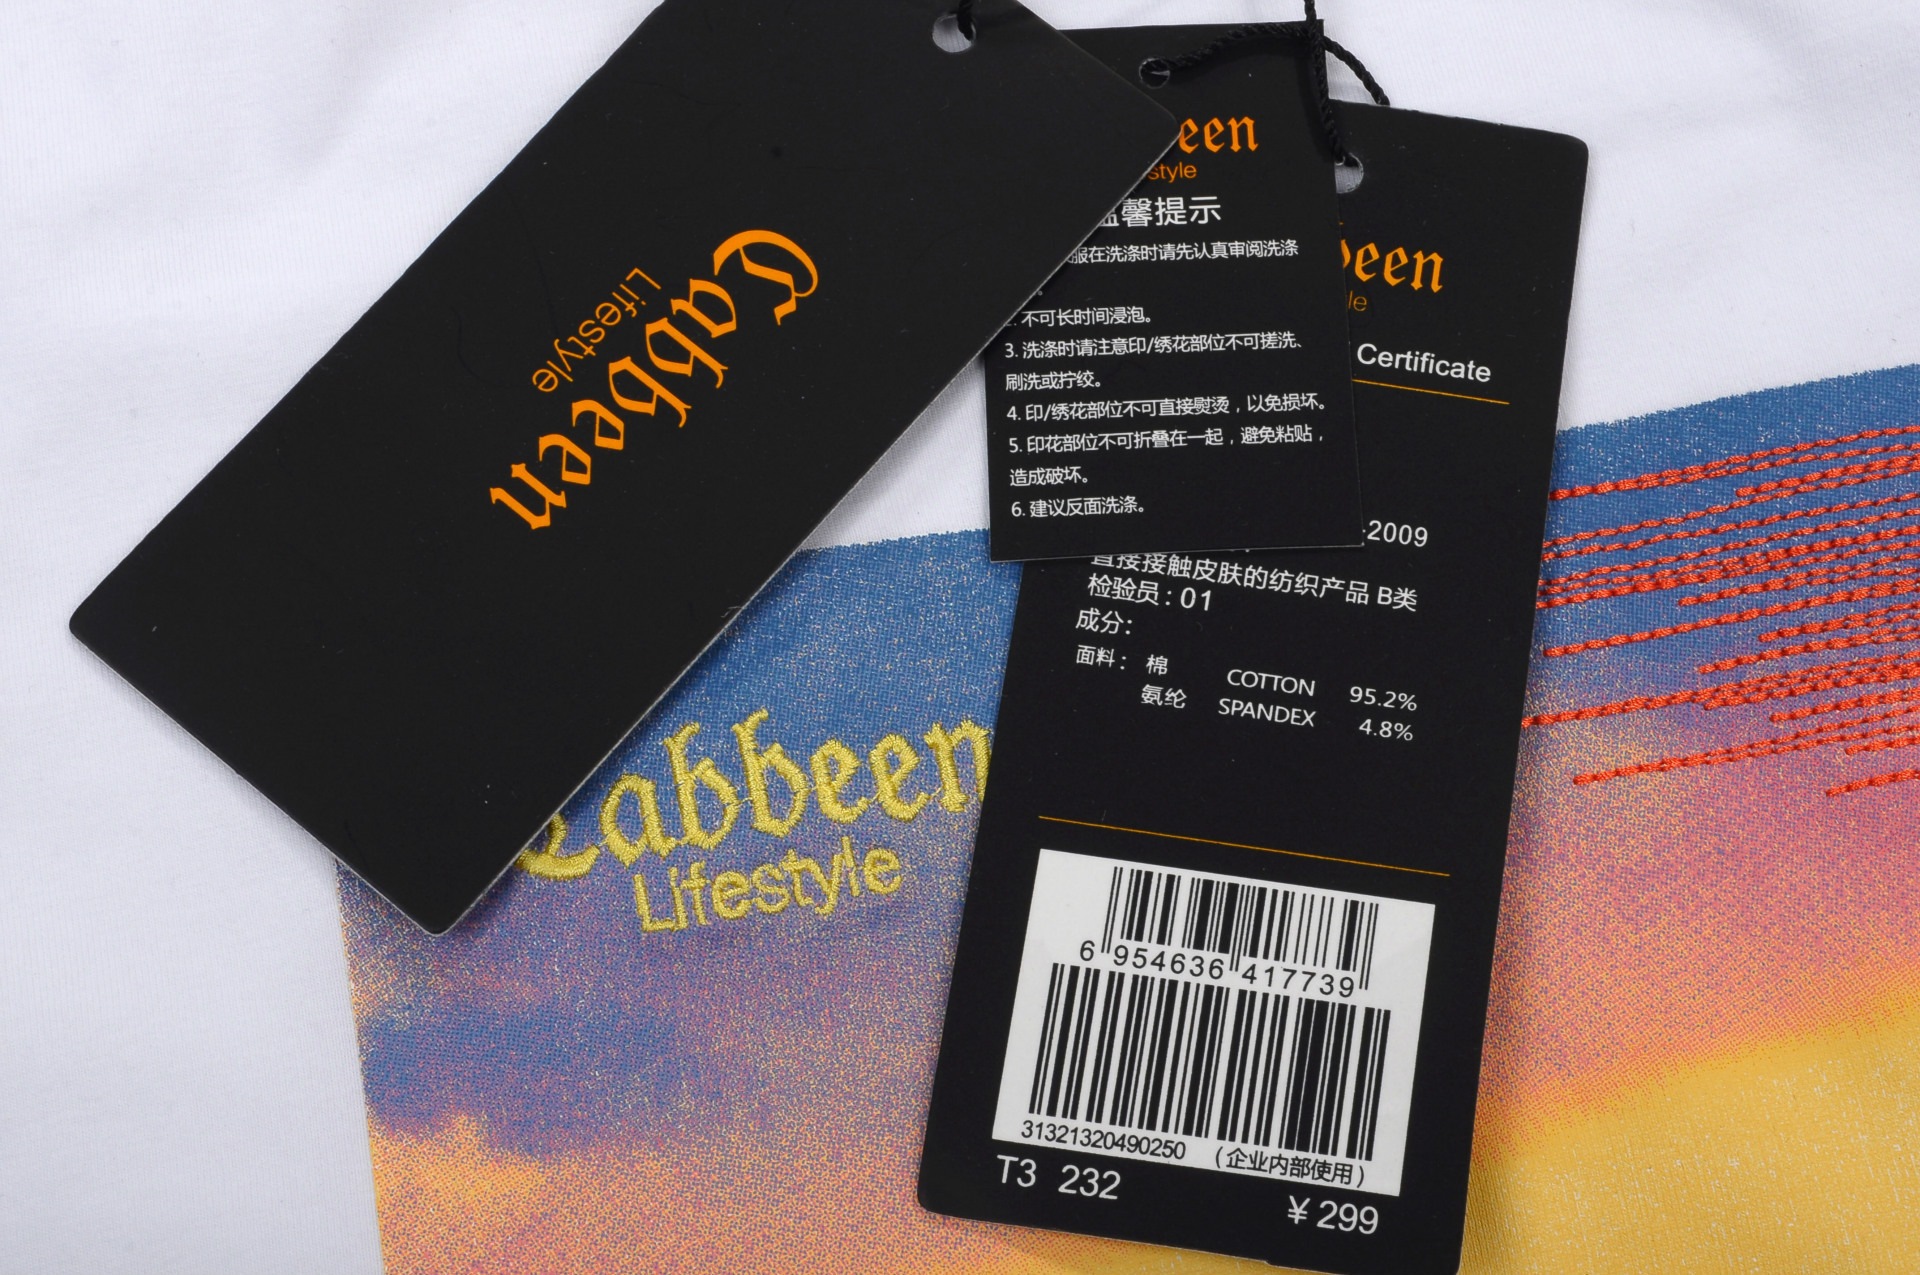 Cabbeen
Lifestyle
een
style
馨提示
服在洗涤时请先认真审阅洗涤
不可长时间浸泡。
3. 洗涤时请注意印/绣花部位不可搓洗、
刷洗或拧绞。
4. 印/绣花部位不可直接熨烫，以免损坏。
5. 印花部位不可折叠在一起，避免粘贴，
造成破坏。
6. 建议反面洗涤。
been
le
Certificate
-2009
直接接触皮肤的纺织产品 B类
检验员：01
成分：
面料： 棉 COTTON 95.2%
氨纶 SPANDEX 4.8%
6 954636 417739
31321320490250 （企业内部使用）
T3 232
¥299
Cabbeen
Lifestyle